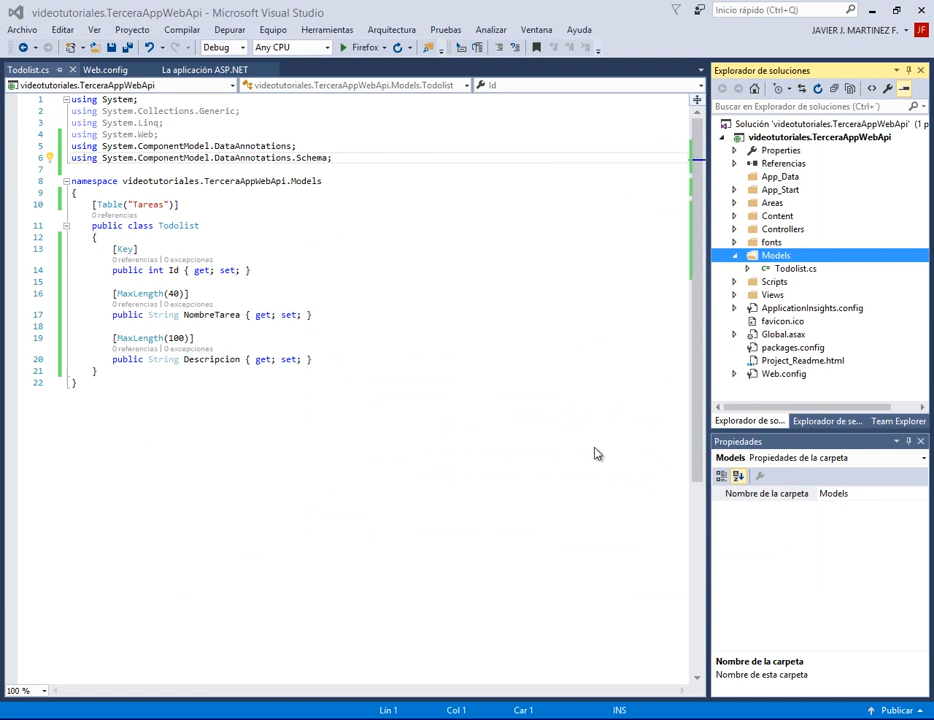 videotutoriales.TerceraAppWebApi - Microsoft Visual Studio
Inicio rápido (Ctrl+Q)
Archivo Editar Ver Proyecto Compilar Depurar Equipo Herramientas Arquitectura Pruebas Analizar Ventana Ayuda
JAVIER J. MARTINEZ F.
JF
Debug Any CPU Firefox
Todolist.cs Web.config La aplicación ASP.NET
videotutoriales.TerceraAppWebApi videotutoriales.TerceraAppWebApi.Models.Todolist Id
1 using System;
2 using System.Collections.Generic;
3 using System.Linq;
4 using System.Web;
5 using System.ComponentModel.DataAnnotations;
6 using System.ComponentModel.DataAnnotations.Schema;
7
8 namespace videotutoriales.TerceraAppWebApi.Models
9 {
10 [Table("Tareas")]
0 referencias
11 public class Todolist
12 {
13 [Key]
0 referencias | 0 excepciones
14 public int Id { get; set; }
15
16 [MaxLength(40)]
0 referencias | 0 excepciones
17 public String NombreTarea { get; set; }
18
19 [MaxLength(100)]
0 referencias | 0 excepciones
20 public String Descripcion { get; set; }
21 }
22 }
100 %
Explorador de soluciones
Buscar en Explorador de soluciones (Ctrl+')
Solución 'videotutoriales.TerceraAppWebApi' (1 p
videotutoriales.TerceraAppWebApi
Properties
Referencias
App_Data
App_Start
Areas
Content
Controllers
fonts
Models
Todolist.cs
Scripts
Views
ApplicationInsights.config
favicon.ico
Global.asax
packages.config
Project_Readme.html
Web.config
Explorador de so... Explorador de se... Team Explorer
Propiedades
Models Propiedades de la carpeta
Nombre de la carpeta Models
Nombre de la carpeta
Nombre de esta carpeta
Lín 1 Col 1 Car 1 INS Publicar